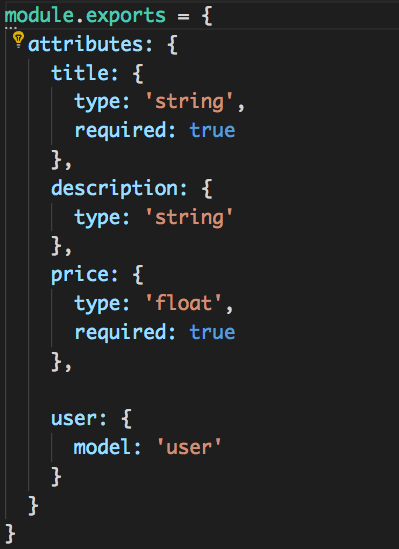 module.exports = {
  attributes: {
    title: {
      type: 'string',
      required: true
    },
    description: {
      type: 'string'
    },
    price: {
      type: 'float',
      required: true
    },

    user: {
      model: 'user'
    }
  }
}